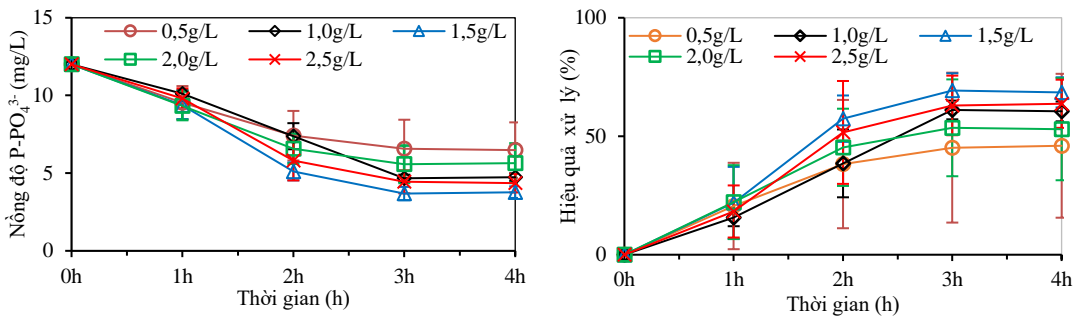 Nồng độ P-PO₄³⁻ (mg/L)
15
10
5
0
0,5g/L 1,0g/L 1,5g/L
2,0g/L 2,5g/L
0h 1h 2h 3h 4h
Thời gian (h)
Hiệu quả xử lý (%)
100
50
0
0,5g/L 1,0g/L 1,5g/L
2,0g/L 2,5g/L
0h 1h 2h 3h 4h
Thời gian (h)